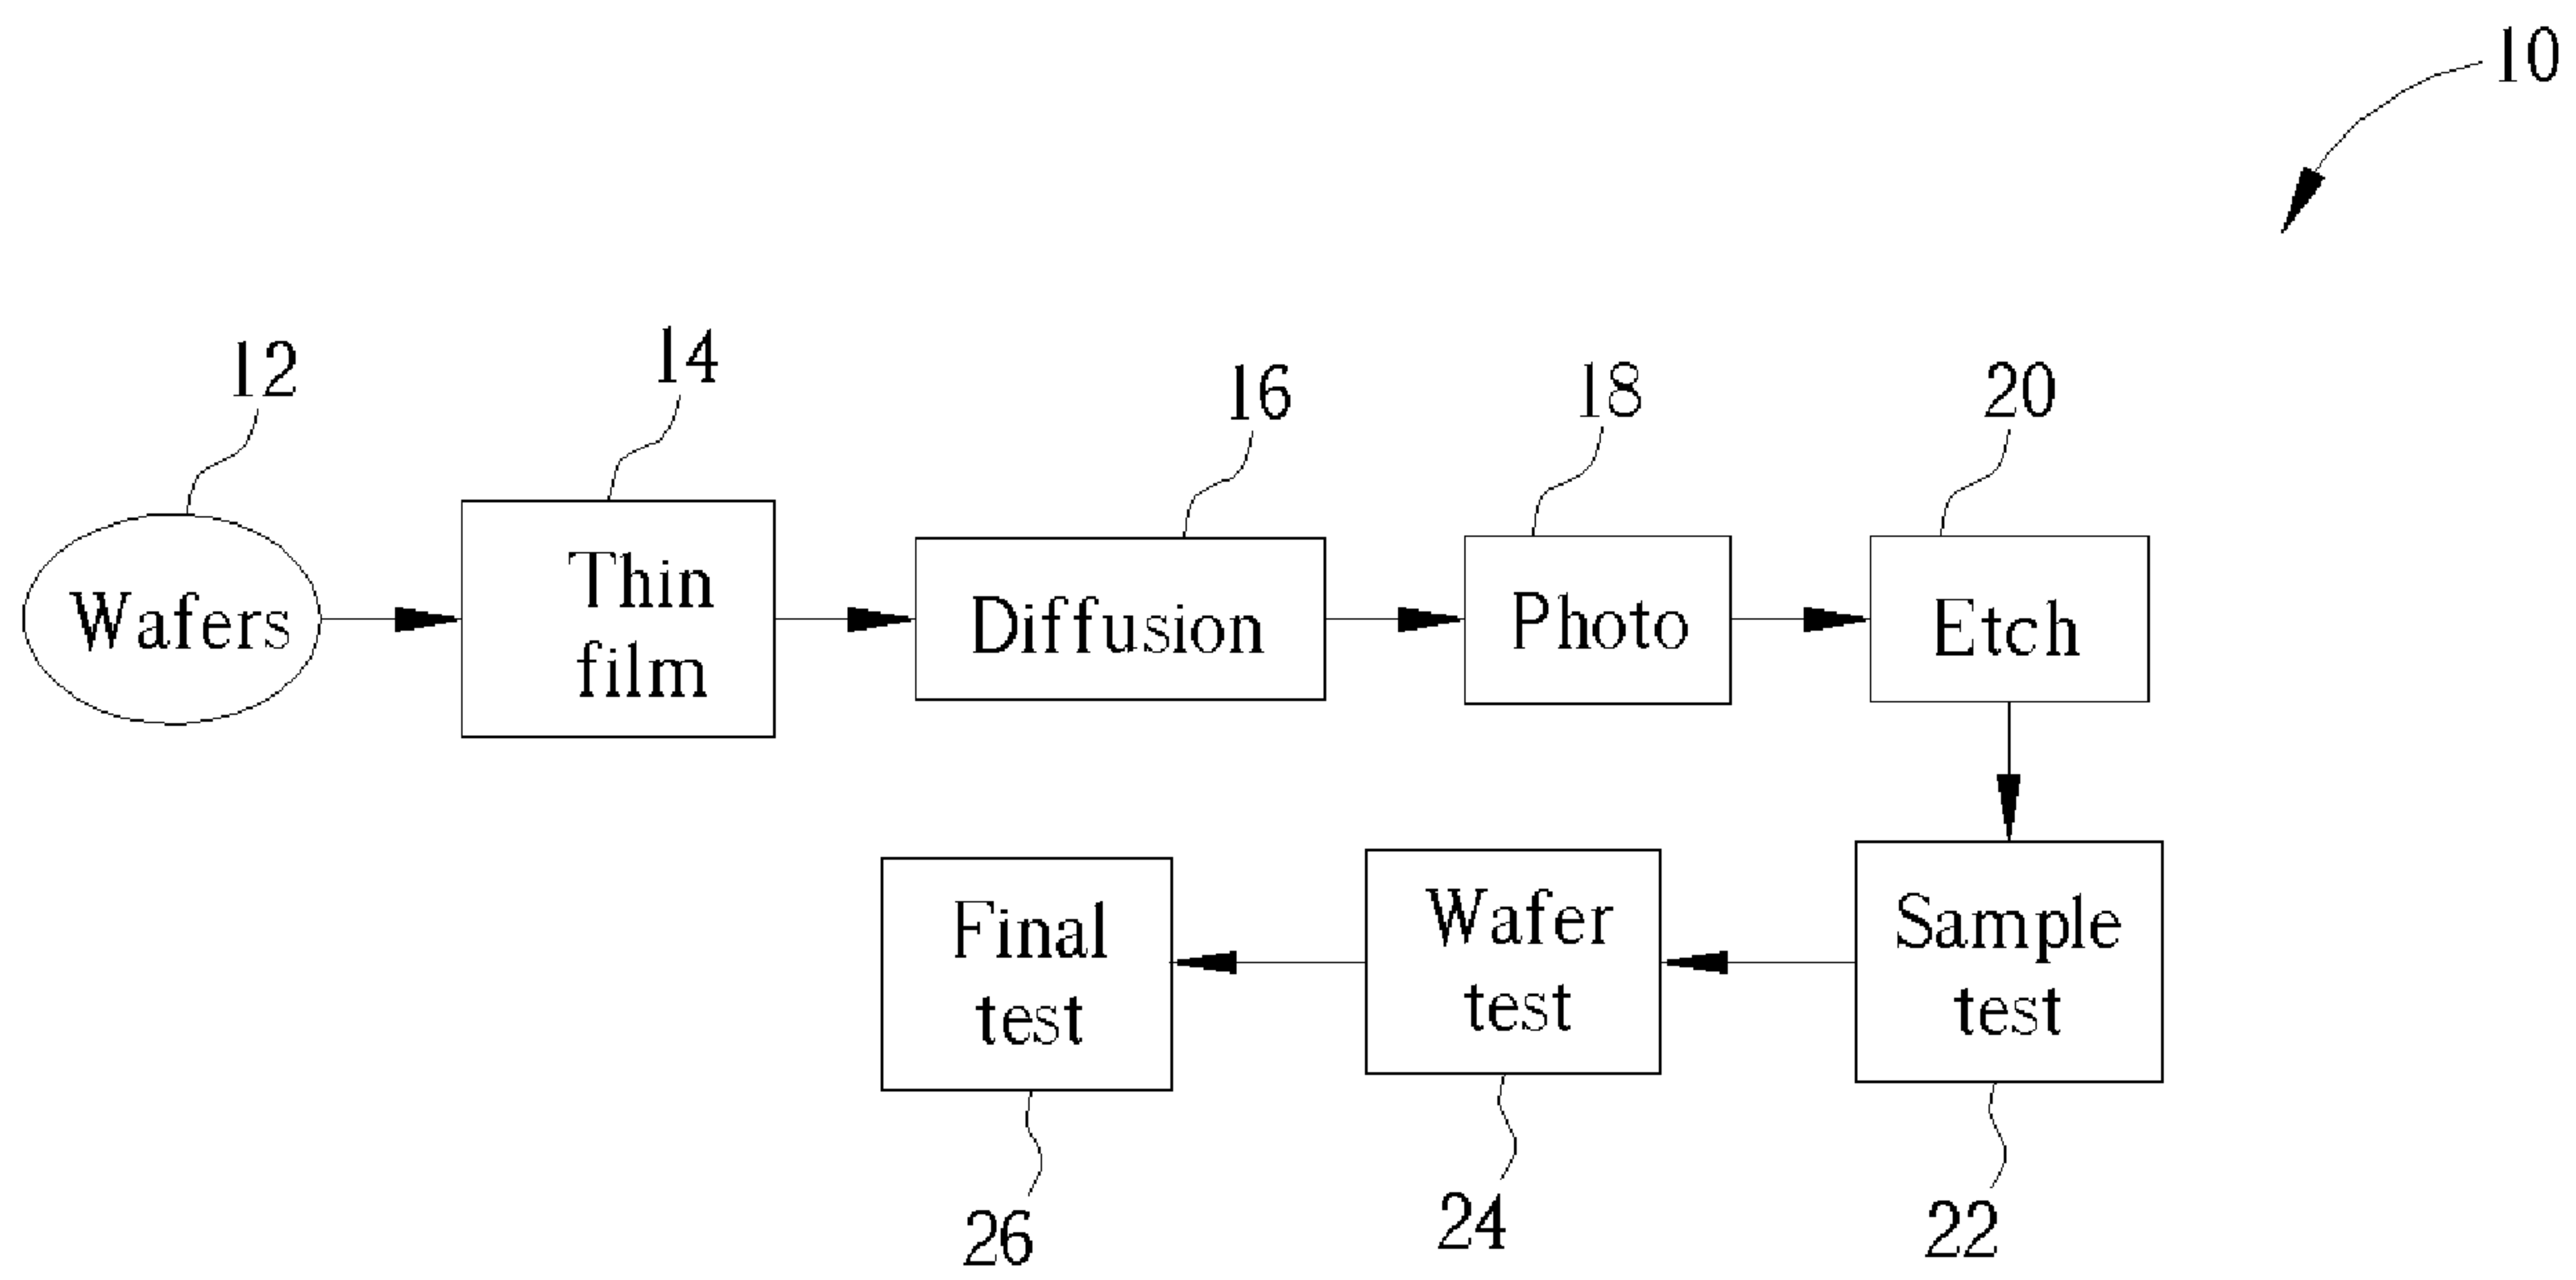 10
12
14
16
18
20
Wafers
Thin
film
Diffusion
Photo
Etch
Final
test
Wafer
test
Sample
test
26
24
22